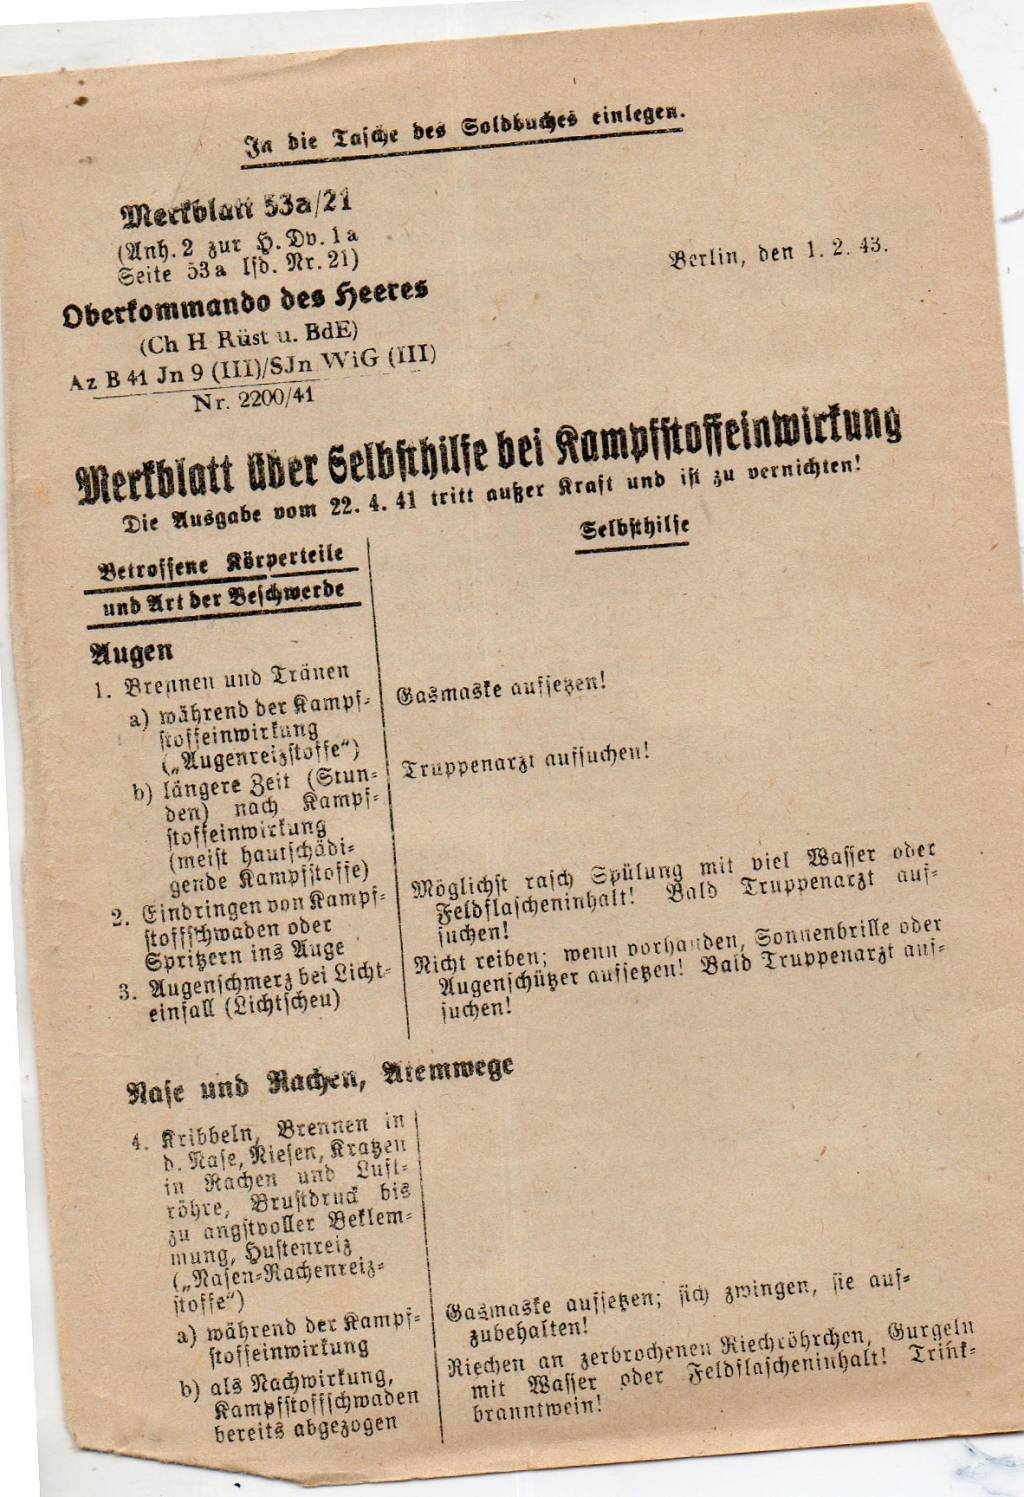 In die Tasche des Soldbuches einlegen.
Merkblatt 53a/21
(Anh. 2 zur H. Dv. 1a
Seite 53a lfd. Nr. 21)
Berlin, den 1. 2. 43.
Oberkommando des Heeres
(Ch H Rüst u. BdE)
Az B 41 Jn 9 (III)/SJn WiG (III)
Nr. 2200/41
Merkblatt über Selbsthilfe bei Kampfstoffeinwirkung
Die Ausgabe vom 22. 4. 41 tritt außer Kraft und ist zu vernichten!
Betroffene Körperteile
und Art der Beschwerde
Selbsthilfe
Augen
1. Brennen und Tränen
a) während der Kampf-
stoffeinwirkung
(„Augenreizstoffe“)
Gasmaske aufsetzen!
b) längere Zeit (Stun-
den) nach Kampf-
stoffeinwirkung
(meist hautschädi-
gende Kampfstoffe)
Truppenarzt aufsuchen!
2. Eindringen von Kampf-
stoffschwaden oder
Spritzern ins Auge
Möglichst rasch Spülung mit viel Wasser oder
Feldflascheninhalt! Bald Truppenarzt auf-
suchen!
3. Augenschmerz bei Licht-
einfall (Lichtscheu)
Nicht reiben; wenn vorhanden, Sonnenbrille oder
Augenschützer aufsetzen! Bald Truppenarzt auf-
suchen!
Nase und Rachen, Atemwege
4. Kribbeln, Brennen in
d. Nase, Niesen, Kratzen
in Rachen und Luft-
röhre, Brustdruck bis
zu angstvoller Beklem-
mung, Hustenreiz
(„Nasen-Rachenreiz-
stoffe“)
a) während der Kampf-
stoffeinwirkung
Gasmaske aufsetzen; sich zwingen, sie auf-
zubehalten!
b) als Nachwirkung,
Kampfstoffschwaden
bereits abgezogen
Riechen an zerbrochenen Riechröhrchen, Gurgeln
mit Wasser oder Feldflascheninhalt! Trink-
branntwein!